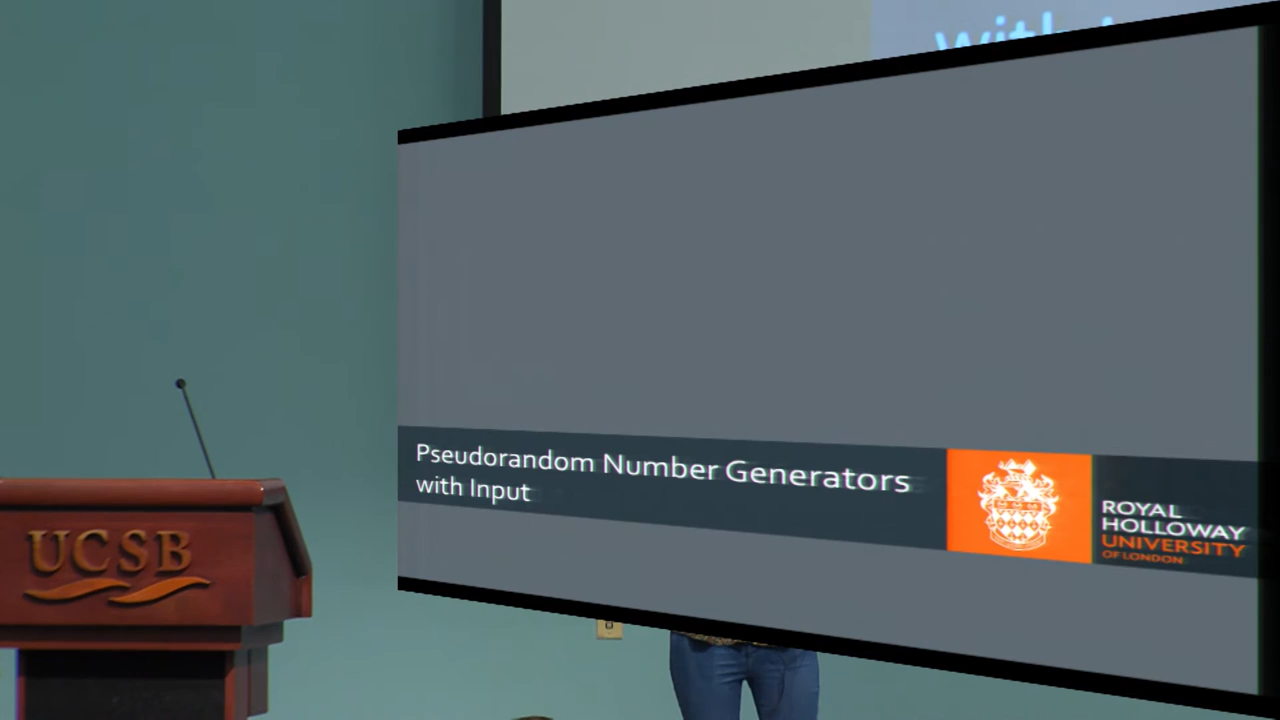 Pseudorandom Number Generators
with Input
ROYAL
HOLLOWAY
UNIVERSITY
OF LONDON
UCSB